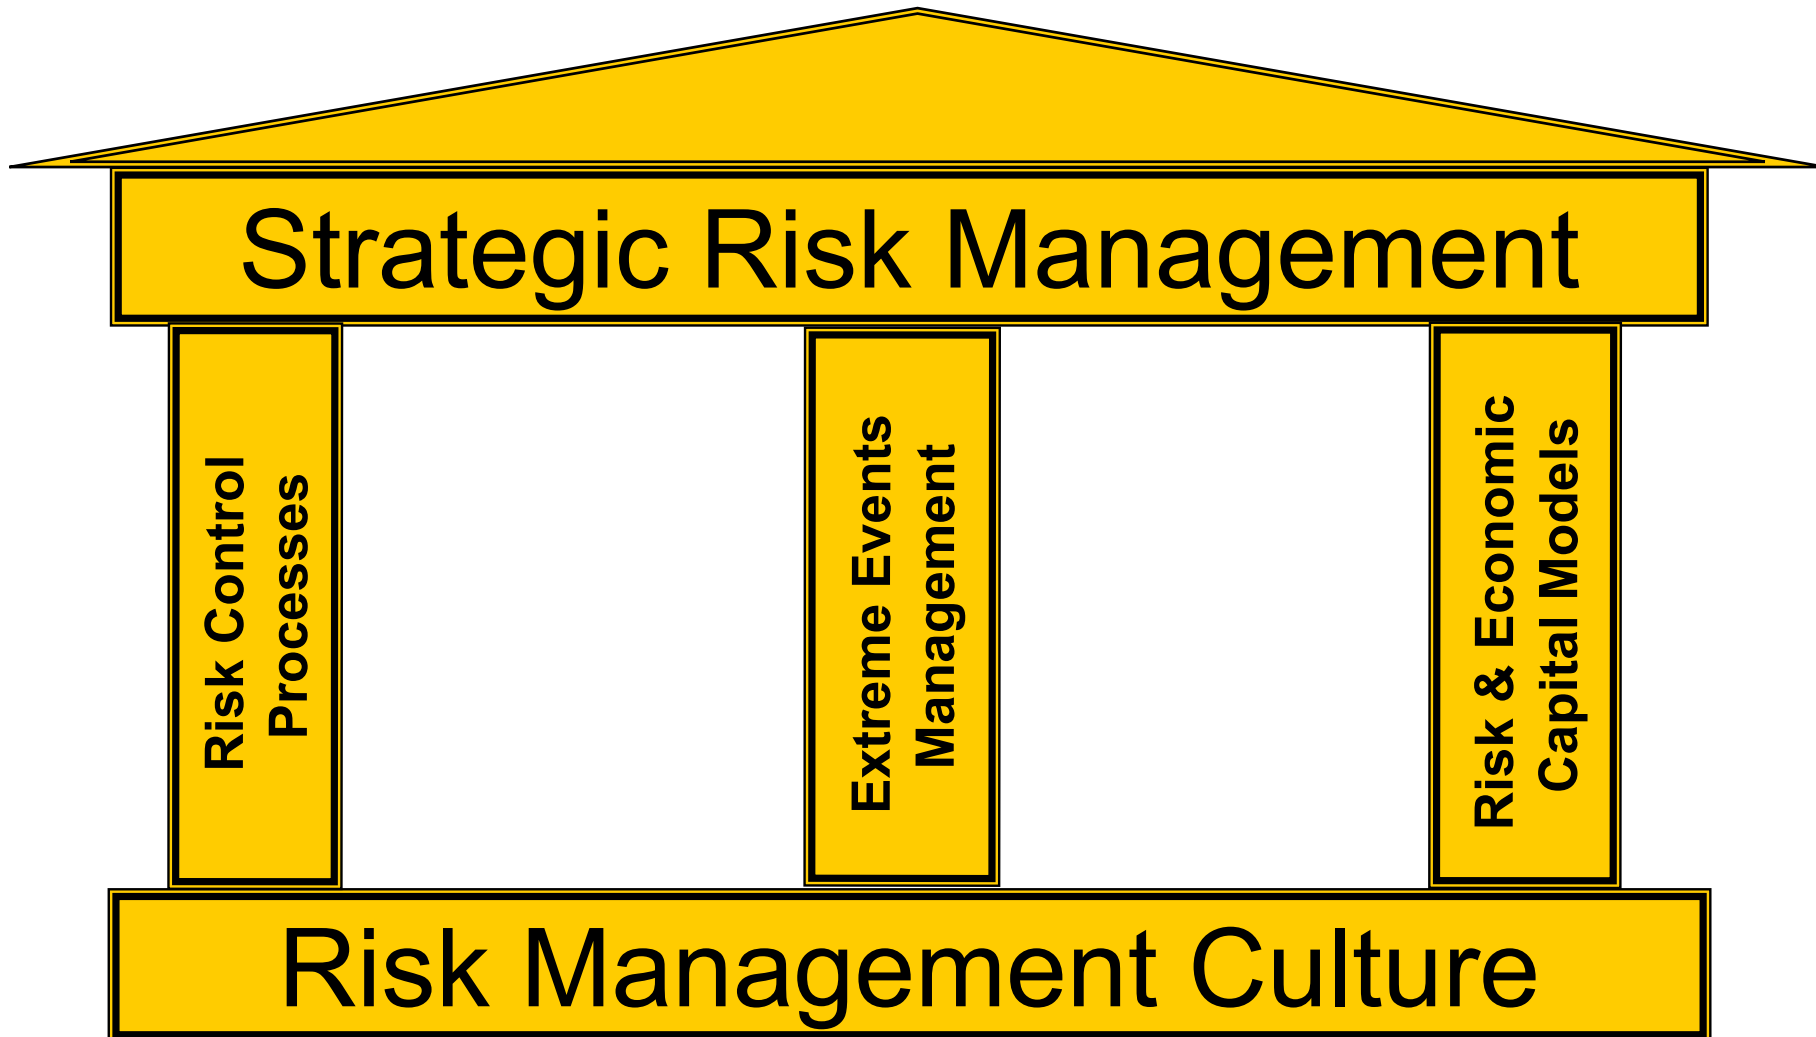 Strategic Risk Management
Risk Control
Processes
Extreme Events
Management
Risk & Economic
Capital Models
Risk Management Culture